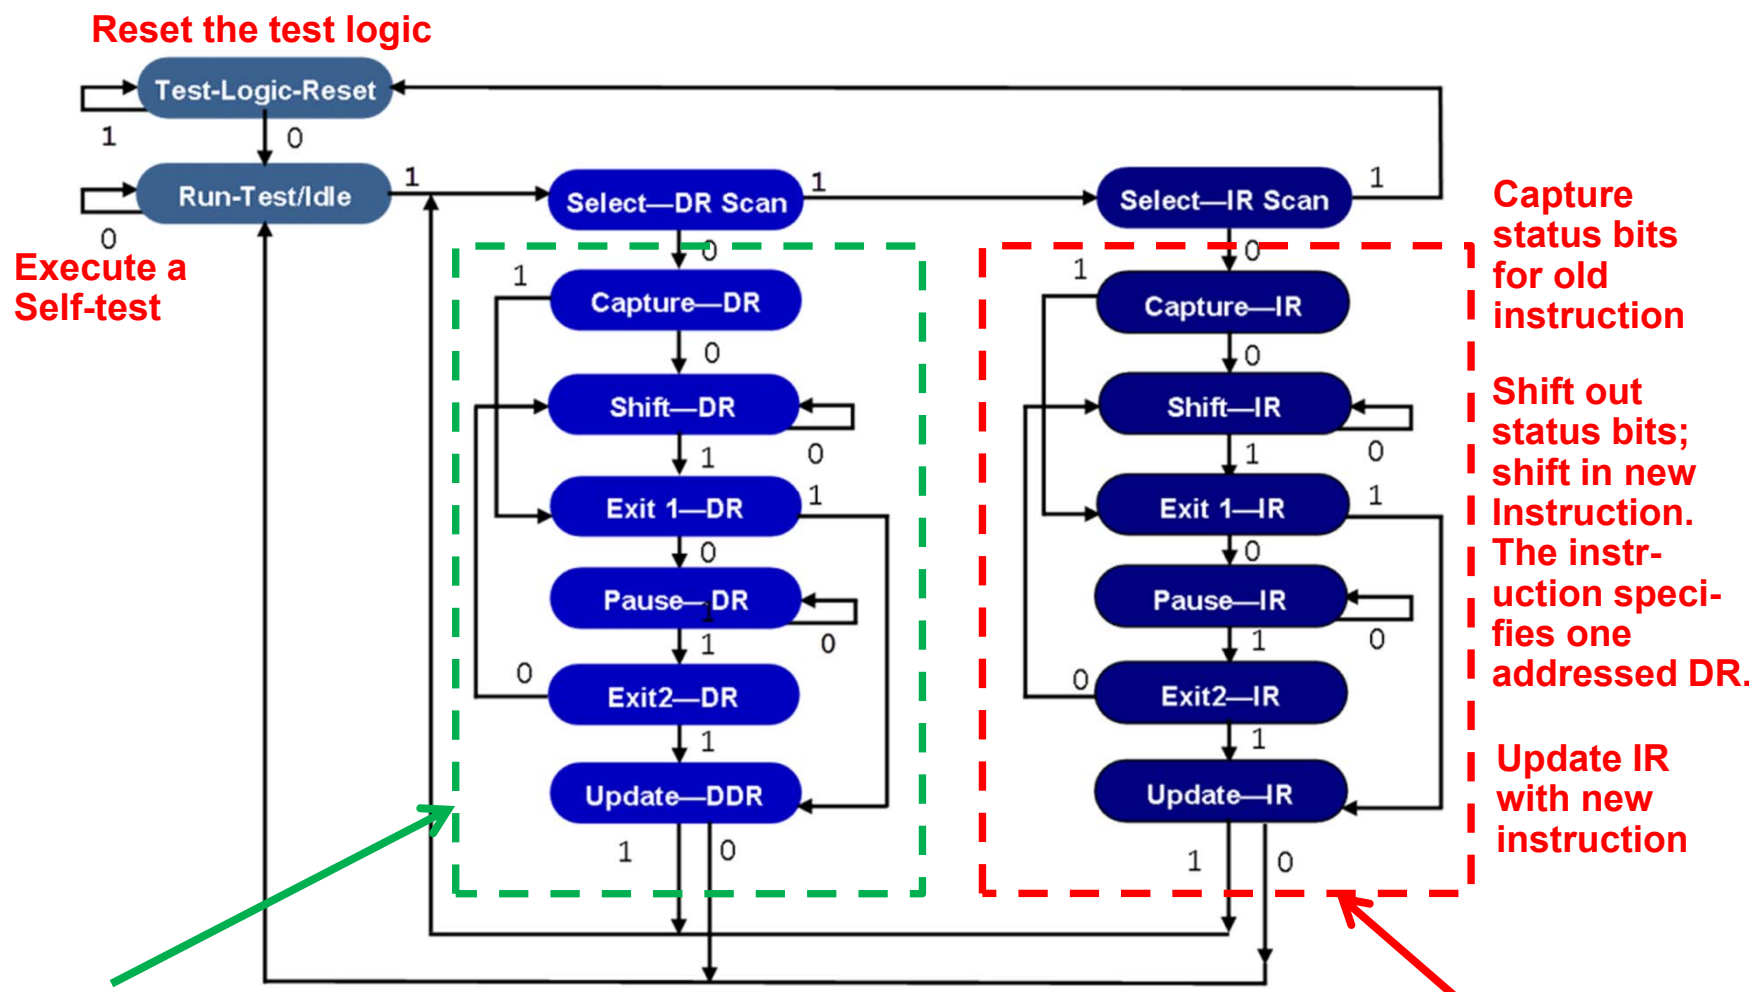 Reset the test logic
Test-Logic-Reset
1
0
Run-Test/Idle
1
0
Execute a
Self-test
Select—DR Scan
1
0
1
Capture—DR
0
Shift—DR
0
1
Exit 1—DR
1
0
Pause—DR
1
0
1
0
Exit2—DR
1
Update—DDR
1
0
Select—IR Scan
1
0
1
Capture—IR
0
Shift—IR
0
1
Exit 1—IR
1
0
Pause—IR
0
1
0
Exit2—IR
1
Update—IR
1
0
Capture
status bits
for old
instruction
Shift out
status bits;
shift in new
Instruction.
The instr-
uction speci-
fies one
addressed DR.
Update IR
with new
instruction